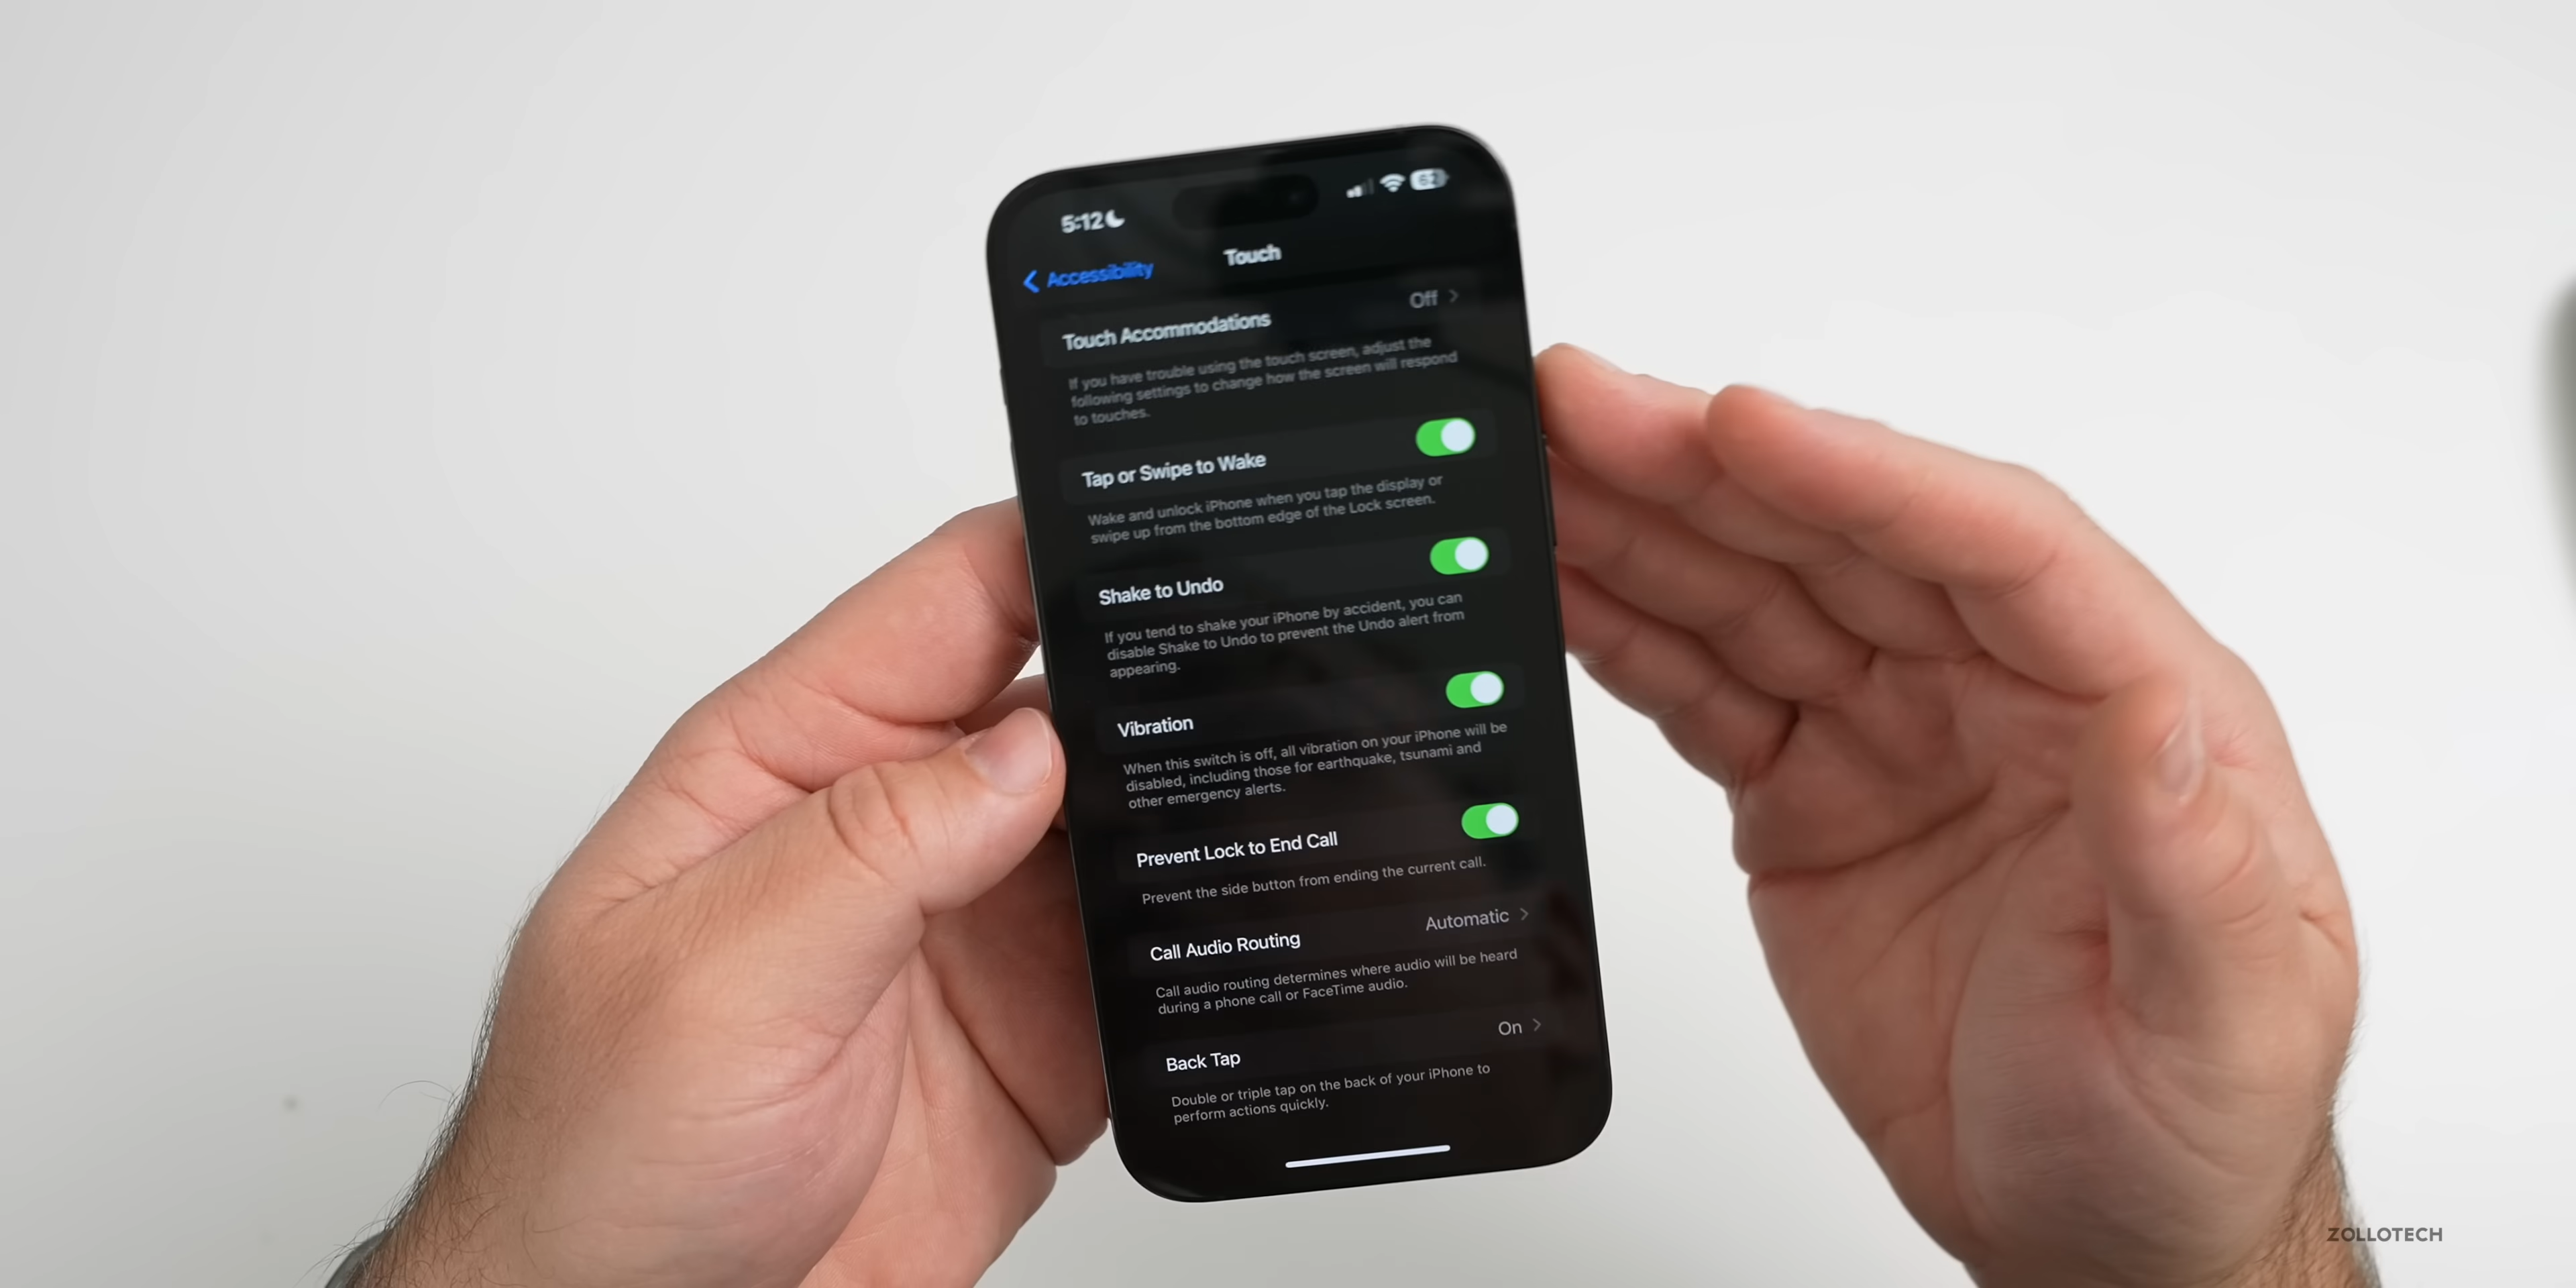 5:12
62
Accessibility
Touch
Touch Accommodations
Off
If you have trouble using the touch screen, adjust the
following settings to change how the screen will respond
to touches.
Tap or Swipe to Wake
Wake and unlock iPhone when you tap the display or
swipe up from the bottom edge of the Lock screen.
Shake to Undo
If you tend to shake your iPhone by accident, you can
disable Shake to Undo to prevent the Undo alert from
appearing.
Vibration
When this switch is off, all vibration on your iPhone will be
disabled, including those for earthquake, tsunami and
other emergency alerts.
Prevent Lock to End Call
Prevent the side button from ending the current call.
Call Audio Routing
Automatic
Call audio routing determines where audio will be heard
during a phone call or FaceTime audio.
Back Tap
On
Double or triple tap on the back of your iPhone to
perform actions quickly.
ZOLLOTECH